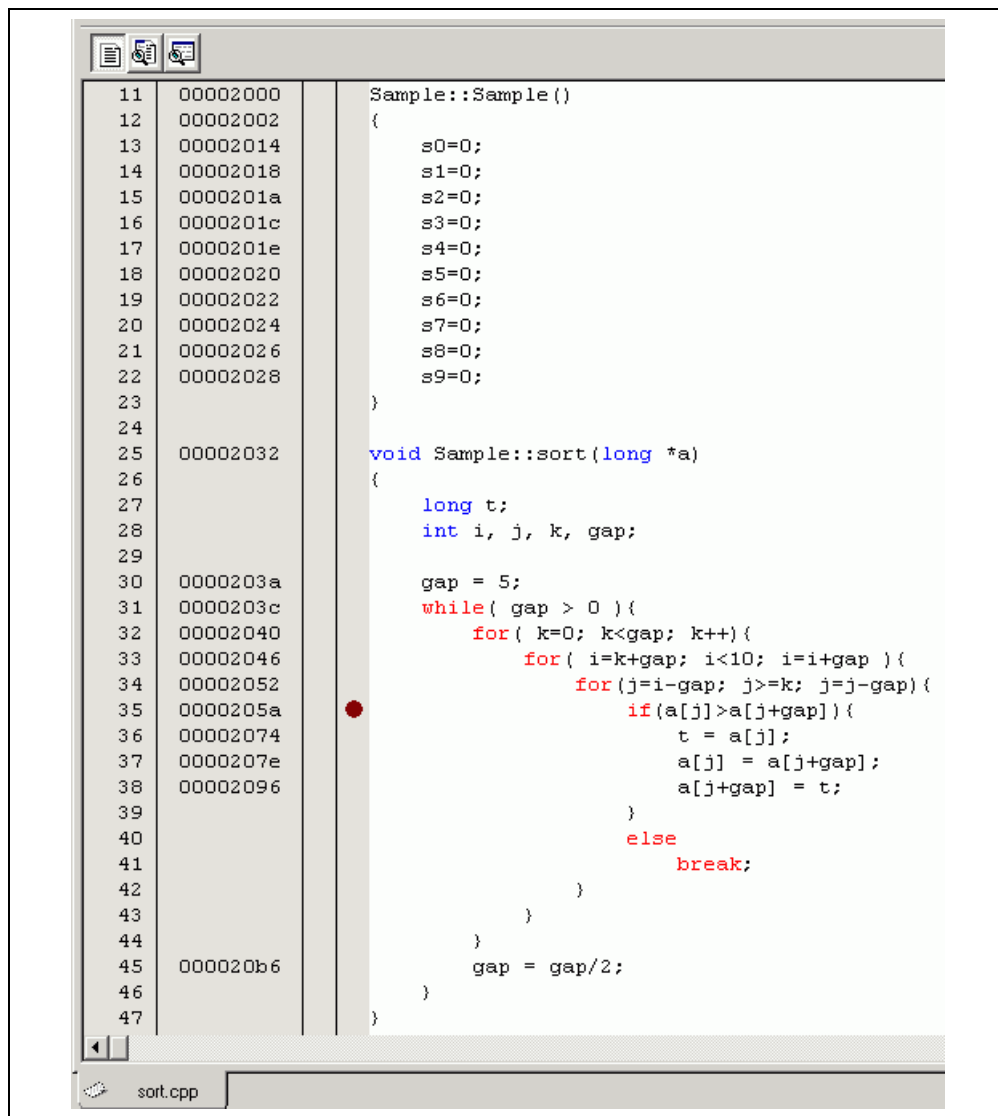 11 00002000 Sample::Sample()
12 00002002 {
13 00002014 s0=0;
14 00002018 s1=0;
15 0000201a s2=0;
16 0000201c s3=0;
17 0000201e s4=0;
18 00002020 s5=0;
19 00002022 s6=0;
20 00002024 s7=0;
21 00002026 s8=0;
22 00002028 s9=0;
23 }
24
25 00002032 void Sample::sort(long *a)
26 {
27 long t;
28 int i, j, k, gap;
29
30 0000203a gap = 5;
31 0000203c while( gap > 0 ){
32 00002040 for( k=0; k<gap; k++){
33 00002046 for( i=k+gap; i<10; i=i+gap ){
34 00002052 for(j=i-gap; j>=k; j=j-gap){
35 0000205a if(a[j]>a[j+gap]){
36 00002074 t = a[j];
37 0000207e a[j] = a[j+gap];
38 00002096 a[j+gap] = t;
39 }
40 else
41 break;
42 }
43 }
44 }
45 000020b6 gap = gap/2;
46 }
47 }
sort.cpp